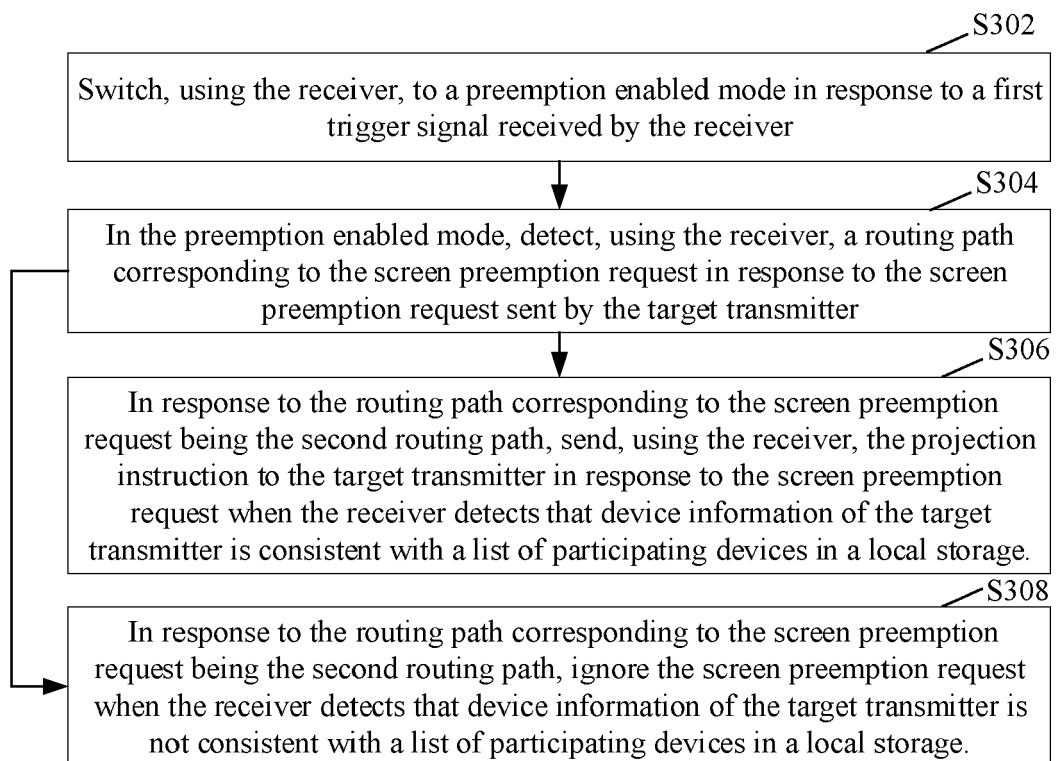 S302
Switch, using the receiver, to a preemption enabled mode in response to a first
trigger signal received by the receiver
S304
In the preemption enabled mode, detect, using the receiver, a routing path
corresponding to the screen preemption request in response to the screen
preemption request sent by the target transmitter
S306
In response to the routing path corresponding to the screen preemption
request being the second routing path, send, using the receiver, the projection
instruction to the target transmitter in response to the screen preemption
request when the receiver detects that device information of the target
transmitter is consistent with a list of participating devices in a local storage.
S308
In response to the routing path corresponding to the screen preemption
request being the second routing path, ignore the screen preemption request
when the receiver detects that device information of the target transmitter is
not consistent with a list of participating devices in a local storage.